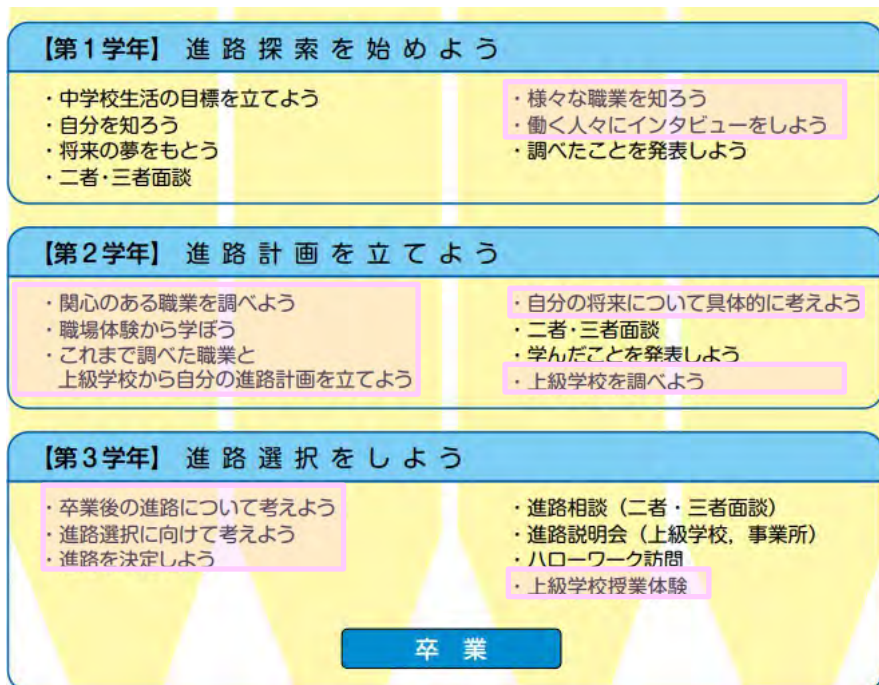 【第1学年】 進路探索を始めよう
・中学校生活の目標を立てよう
・自分を知ろう
・将来の夢をもとう
・二者・三者面談
・様々な職業を知ろう
・働く人々にインタビューをしよう
・調べたことを発表しよう
【第2学年】 進路計画を立てよう
・関心のある職業を調べよう
・職場体験から学ぼう
・これまで調べた職業と
上級学校から自分の進路計画を立てよう
・自分の将来について具体的に考えよう
・二者・三者面談
・学んだことを発表しよう
・上級学校を調べよう
【第3学年】 進路選択をしよう
・卒業後の進路について考えよう
・進路選択に向けて考えよう
・進路を決定しよう
・進路相談（二者・三者面談）
・進路説明会（上級学校，事業所）
・ハローワーク訪問
・上級学校授業体験
卒業